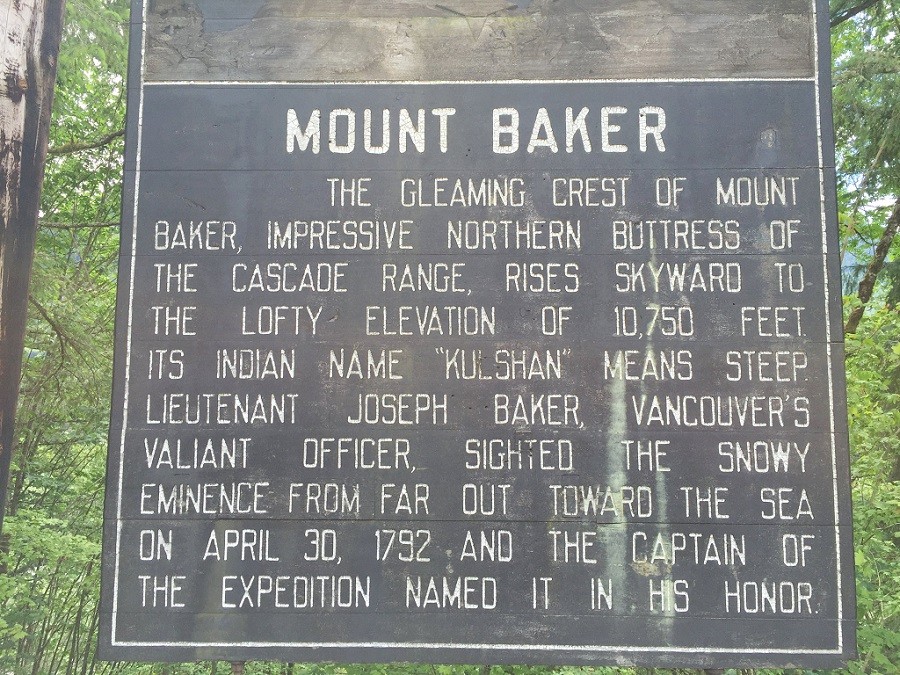 MOUNT BAKER
THE GLEAMING CREST OF MOUNT
BAKER, IMPRESSIVE NORTHERN BUTTRESS OF
THE CASCADE RANGE, RISES SKYWARD TO
THE LOFTY ELEVATION OF 10,750 FEET.
ITS INDIAN NAME "KULSHAN" MEANS STEEP.
LIEUTENANT JOSEPH BAKER, VANCOUVER'S
VALIANT OFFICER, SIGHTED THE SNOWY
EMINENCE FROM FAR OUT TOWARD THE SEA
ON APRIL 30, 1792 AND THE CAPTAIN OF
THE EXPEDITION NAMED IT IN HIS HONOR.